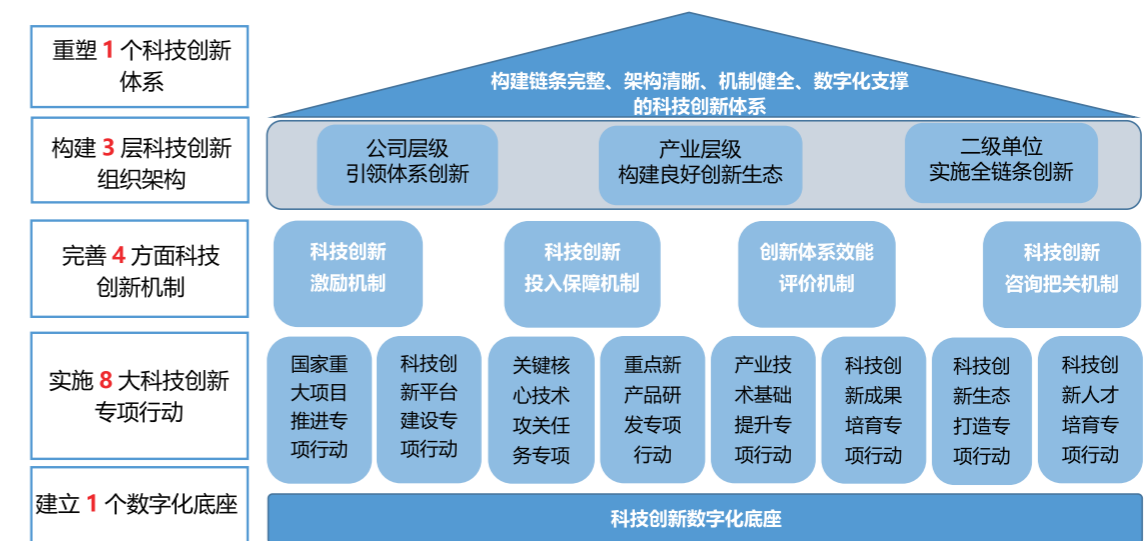 重塑 1 个科技创新
体系
构建链条完整、架构清晰、机制健全、数字化支撑
的科技创新体系
构建 3 层科技创新
组织架构
公司层级
引领体系创新
产业层级
构建良好创新生态
二级单位
实施全链条创新
完善 4 方面科技
创新机制
科技创新
激励机制
科技创新
投入保障机制
创新体系效能
评价机制
科技创新
咨询把关机制
实施 8 大科技创新
专项行动
国家重
大项目
推进专
项行动
科技创
新平台
建设专
项行动
关键核
心技术
攻关任
务专项
重点新
产品研
发专项
行动
产业技
术基础
提升专
项行动
科技创
新成果
培育专
项行动
科技创
新生态
打造专
项行动
科技创
新人才
培育专
项行动
建立 1 个数字化底座
科技创新数字化底座